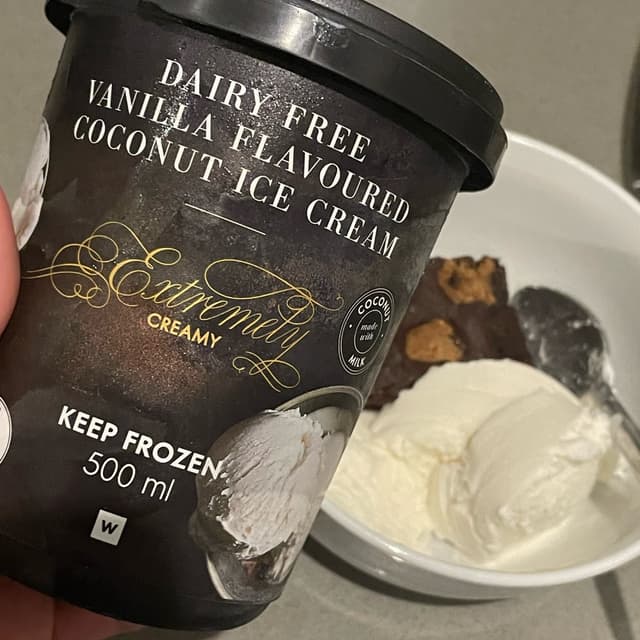 DAIRY FREE
VANILLA FLAVOURED
COCONUT ICE CREAM
Extremely
CREAMY
COCONUT
made
with
MILK
KEEP FROZEN
500 ml
W